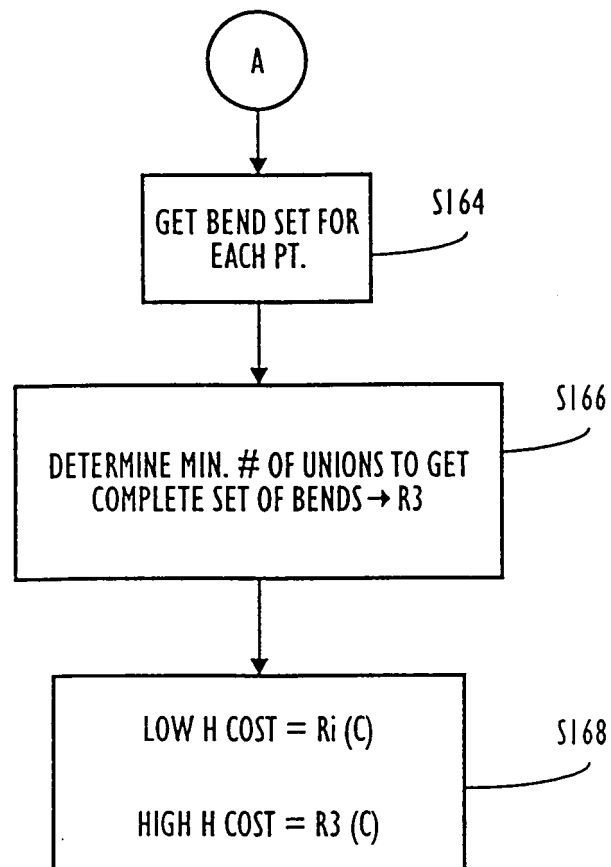 A
GET BEND SET FOR
EACH PT.
S164
S166
DETERMINE MIN. # OF UNIONS TO GET
COMPLETE SET OF BENDS → R3
LOW H COST = Ri (C)
S168
HIGH H COST = R3 (C)